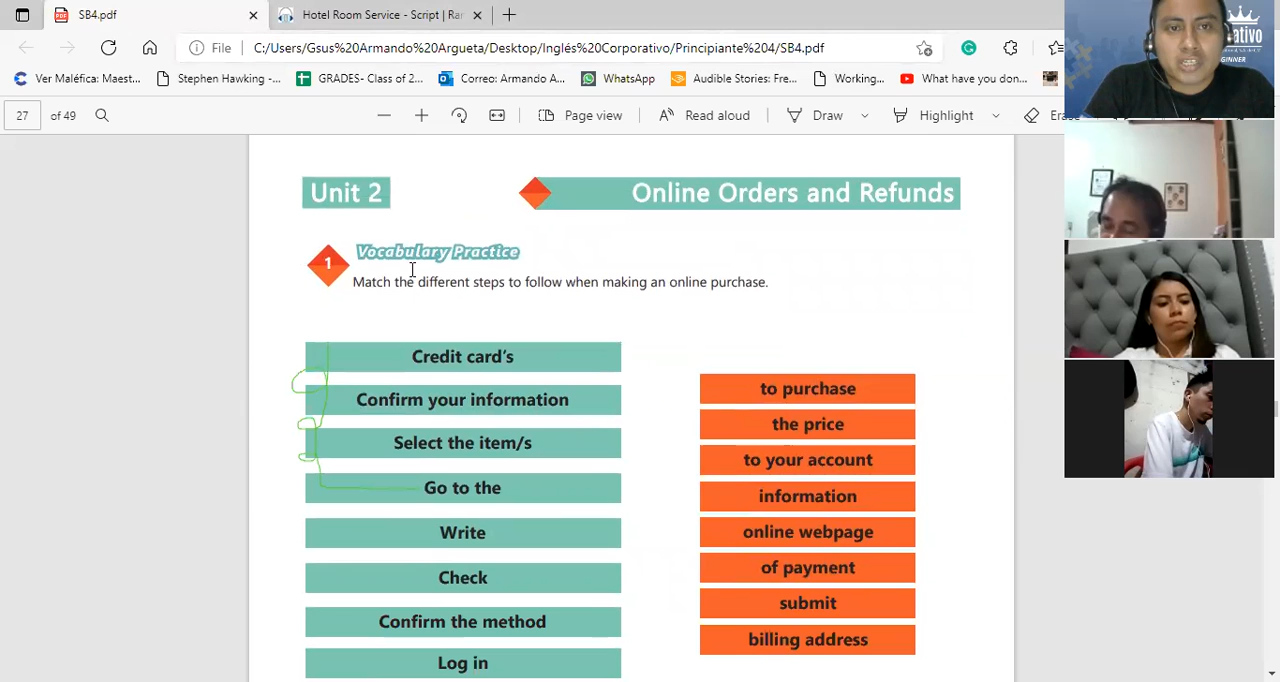 SB4.pdf
Hotel Room Service - Script | Rar
File
C:/Users/Gsus%20Armando%20Argueta/Desktop/Inglés%20Corporativo/Principiante%204/SB4.pdf
Ver Maléfica: Maest...
Stephen Hawking -...
GRADES- Class of 2...
Correo: Armando A...
WhatsApp
Audible Stories: Fre...
Working...
What have you don...
27 of 49
Page view
Read aloud
Draw
Highlight
Unit 2
Online Orders and Refunds
1 Vocabulary Practice
Match the different steps to follow when making an online purchase.
Credit card's
Confirm your information
Select the item/s
Go to the
Write
Check
Confirm the method
Log in
to purchase
the price
to your account
information
online webpage
of payment
submit
billing address